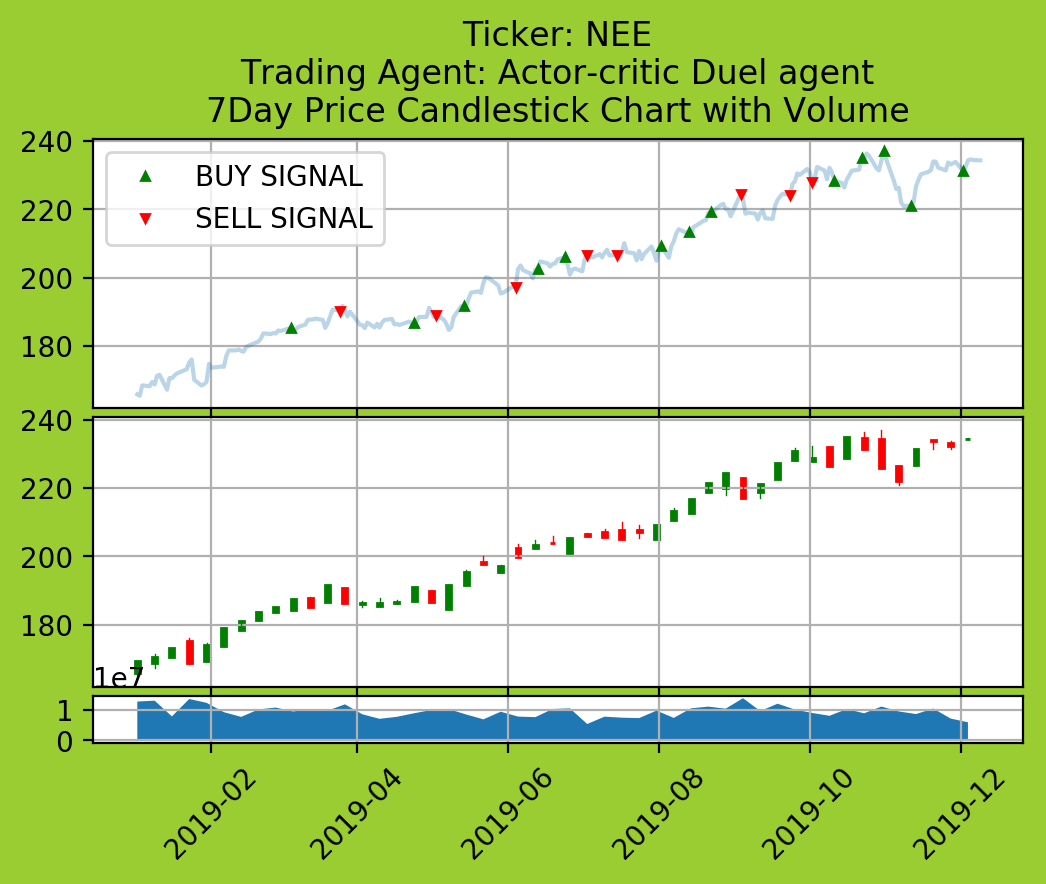 Ticker: NEE
Trading Agent: Actor-critic Duel agent
7Day Price Candlestick Chart with Volume
240
BUY SIGNAL
SELL SIGNAL
220
200
180
240
220
200
180
1e7
1
0
2019-02
2019-04
2019-06
2019-08
2019-10
2019-12